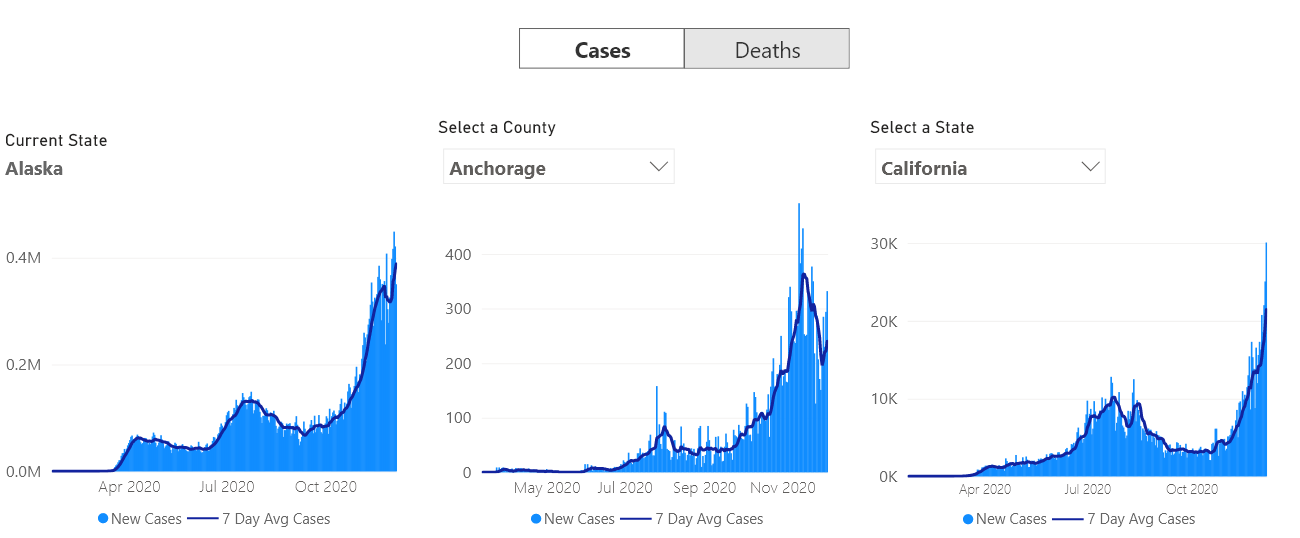 Cases
Deaths
Current State
Alaska
0.4M
0.2M
0.0M
Apr 2020
Jul 2020
Oct 2020
New Cases
7 Day Avg Cases
Select a County
Anchorage
400
300
200
100
0
May 2020
Jul 2020
Sep 2020
Nov 2020
New Cases
7 Day Avg Cases
Select a State
California
30K
20K
10K
0K
Apr 2020
Jul 2020
Oct 2020
New Cases
7 Day Avg Cases